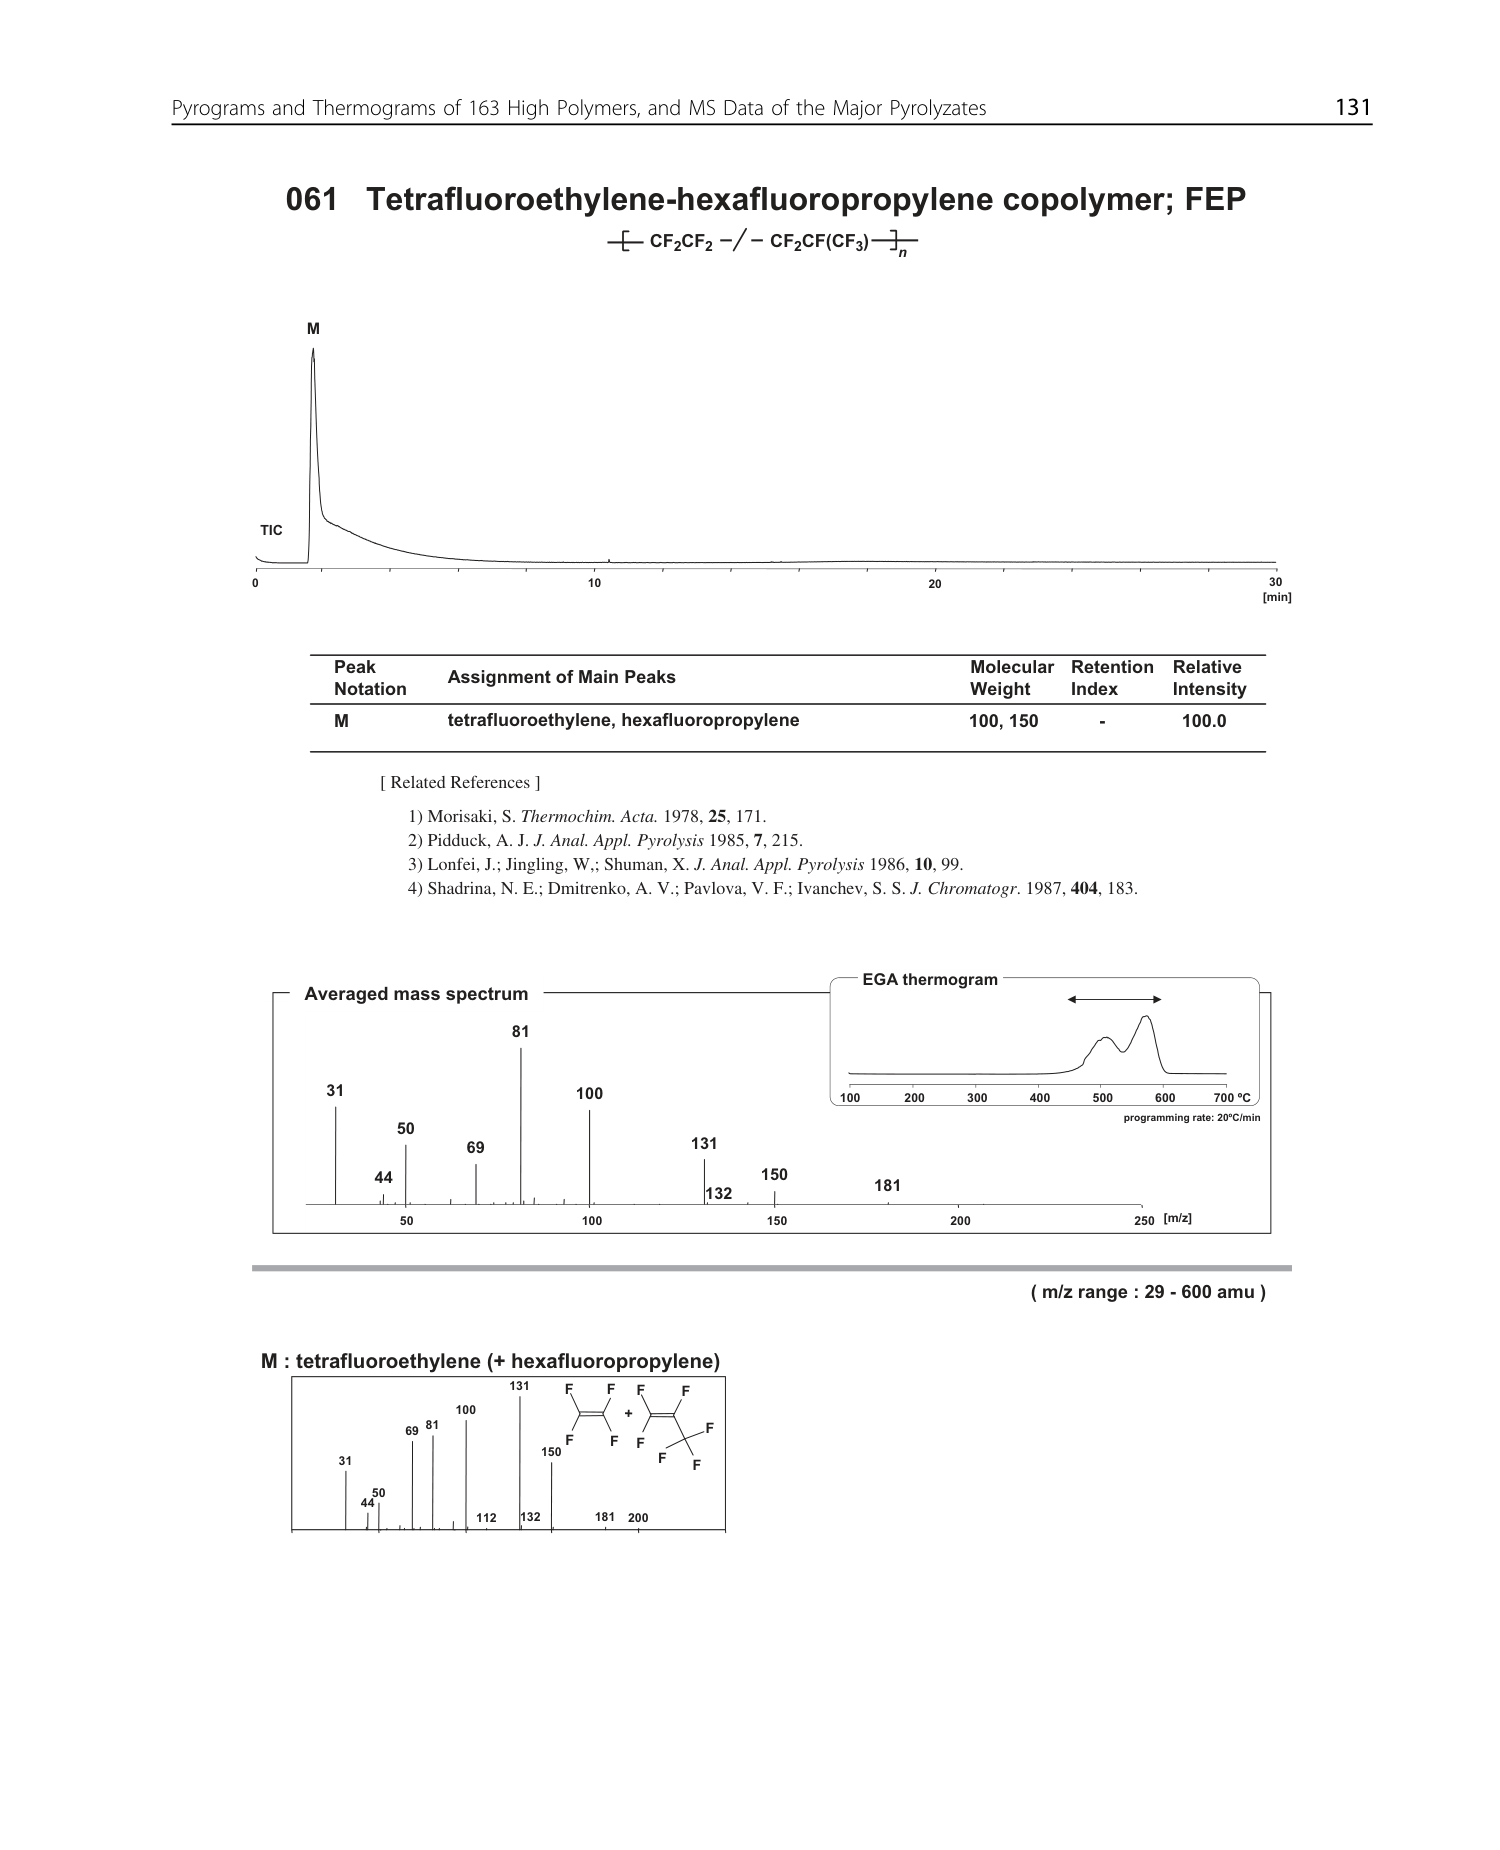 Pyrograms and Thermograms of 163 High Polymers, and MS Data of the Major Pyrolyzates 131
061 Tetrafluoroethylene-hexafluoropropylene copolymer; FEP
CF2CF2 –/– CF2CF(CF3) n
M
TIC
0 10 20 30
[min]
Peak Notation Assignment of Main Peaks Molecular Weight Retention Index Relative Intensity
M tetrafluoroethylene, hexafluoropropylene 100, 150 - 100.0
[ Related References ]
1) Morisaki, S. Thermochim. Acta. 1978, 25, 171.
2) Pidduck, A. J. J. Anal. Appl. Pyrolysis 1985, 7, 215.
3) Lonfei, J.; Jingling, W,; Shuman, X. J. Anal. Appl. Pyrolysis 1986, 10, 99.
4) Shadrina, N. E.; Dmitrenko, A. V.; Pavlova, V. F.; Ivanchev, S. S. J. Chromatogr. 1987, 404, 183.
EGA thermogram
100 200 300 400 500 600 700 ºC
programming rate: 20ºC/min
Averaged mass spectrum
31 44 50 69 81 100 131 132 150 181
50 100 150 200 250 [m/z]
( m/z range : 29 - 600 amu )
M : tetrafluoroethylene (+ hexafluoropropylene)
31 44 50 69 81 100 112 131 132 150 181 200
F F F F
+
F F F
F F F